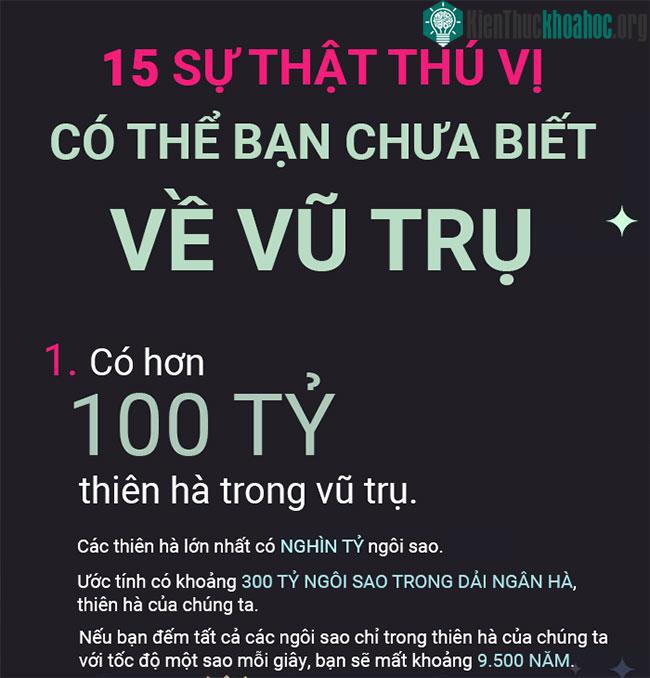 KienThuckhoahoc.org
15 SỰ THẬT THÚ VỊ
CÓ THỂ BẠN CHƯA BIẾT
VỀ VŨ TRỤ
1. Có hơn
100 TỶ
thiên hà trong vũ trụ.
Các thiên hà lớn nhất có NGHÌN TỶ ngôi sao.
Ước tính có khoảng 300 TỶ NGÔI SAO TRONG DẢI NGÂN HÀ,
thiên hà của chúng ta.
Nếu bạn đếm tất cả các ngôi sao chỉ trong thiên hà của chúng ta
với tốc độ một sao mỗi giây, bạn sẽ mất khoảng 9.500 NĂM.